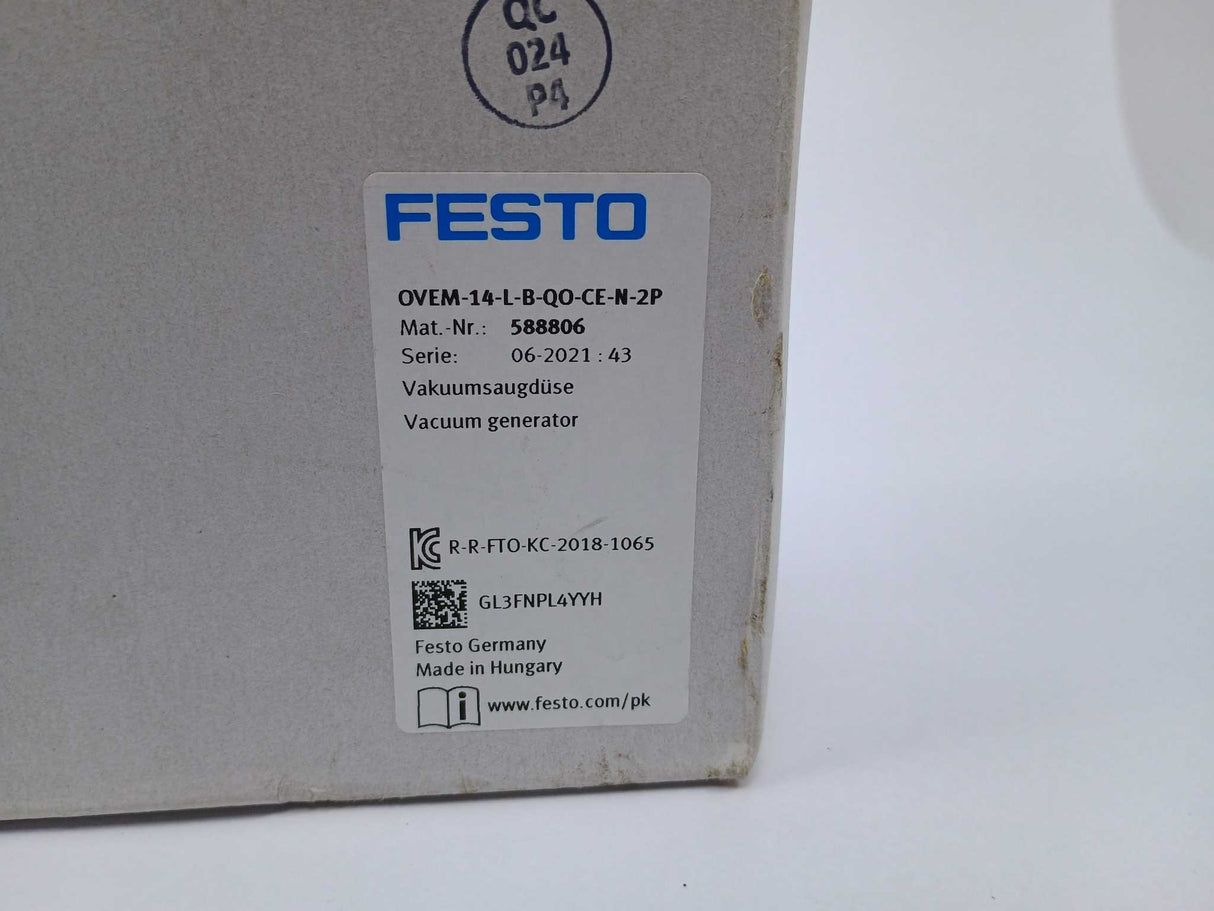 QC
024
P4
FESTO
OVEM-14-L-B-QO-CE-N-2P
Mat.-Nr.: 588806
Serie: 06-2021 : 43
Vakuumsaugdüse
Vacuum generator
R-R-FTO-KC-2018-1065
GL3FNPL4YYH
Festo Germany
Made in Hungary
www.festo.com/pk